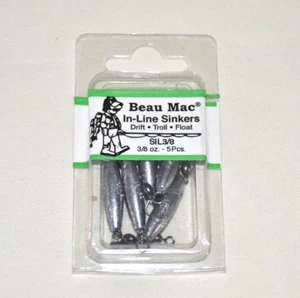 Beau Mac®
In-Line Sinkers
Drift • Troll • Float
SIL3/8
3/8 oz. - 5Pcs.